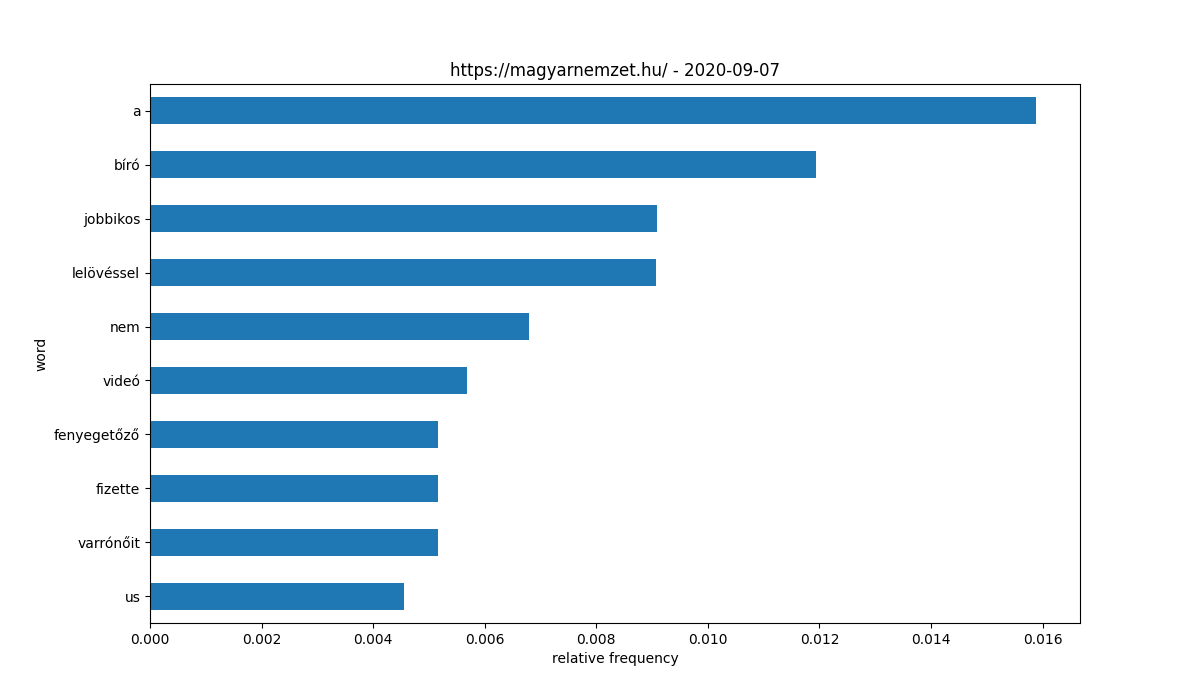 https://magyarnemzet.hu/ - 2020-09-07
a
bíró
jobbikos
lelövéssel
nem
videó
fenyegetőző
fizette
varrónőit
us
word
0.000 0.002 0.004 0.006 0.008 0.010 0.012 0.014 0.016
relative frequency